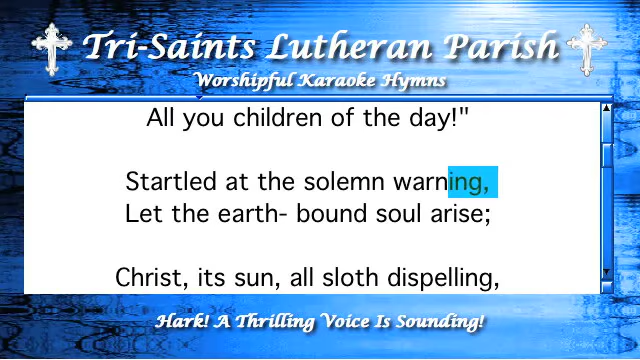 Tri-Saints Lutheran Parish
Worshipful Karaoke Hymns
All you children of the day!"
Startled at the solemn warning,
Let the earth- bound soul arise;
Christ, its sun, all sloth dispelling,
Hark! A Thrilling Voice Is Sounding!